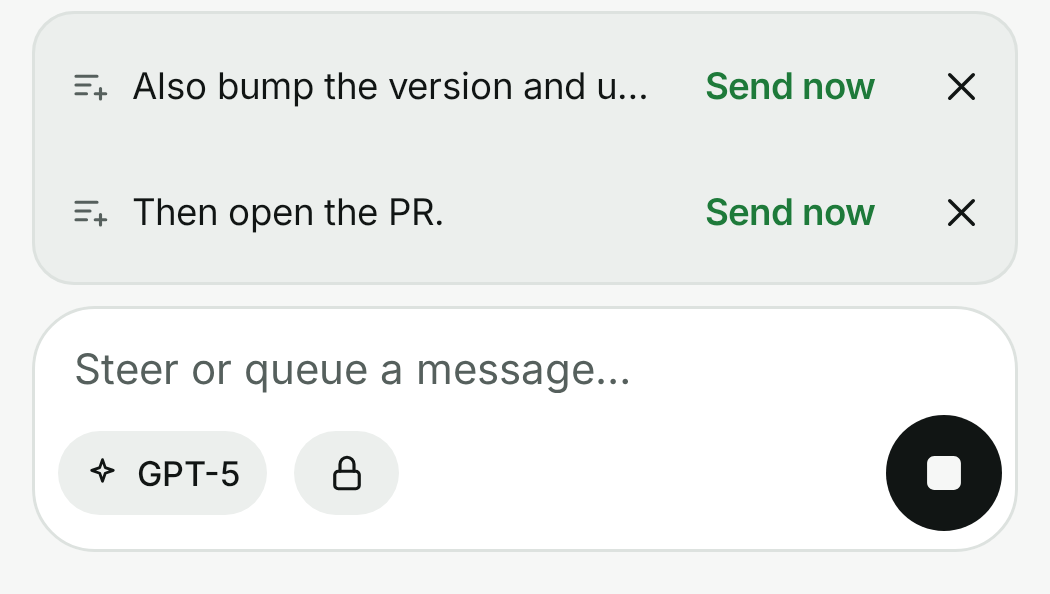 Also bump the version and u...
Send now
Then open the PR.
Send now
Steer or queue a message...
GPT-5